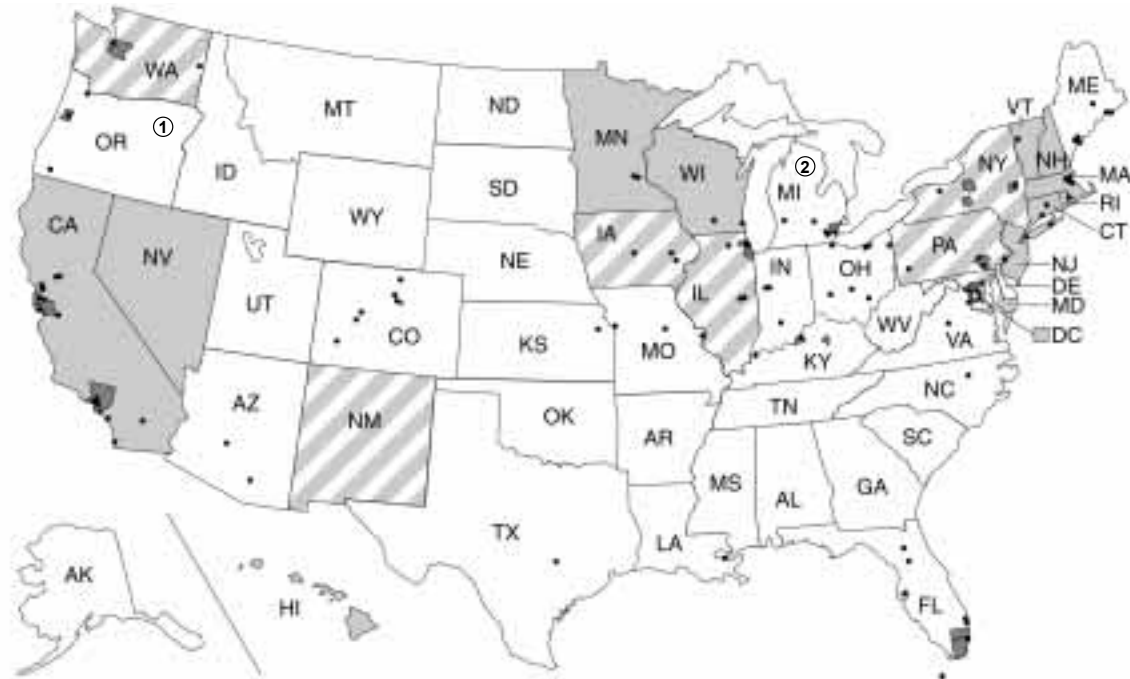 WA
MT
ND
MN
ME
VT
OR
①
ID
WY
SD
WI
②
MI
NY
NH
MA
RI
CT
CA
NV
UT
CO
NE
IA
IL
IN
OH
PA
NJ
DE
MD
DC
WV
VA
KS
MO
KY
AZ
NM
OK
AR
TN
NC
SC
MS
AL
GA
TX
LA
FL
AK
HI